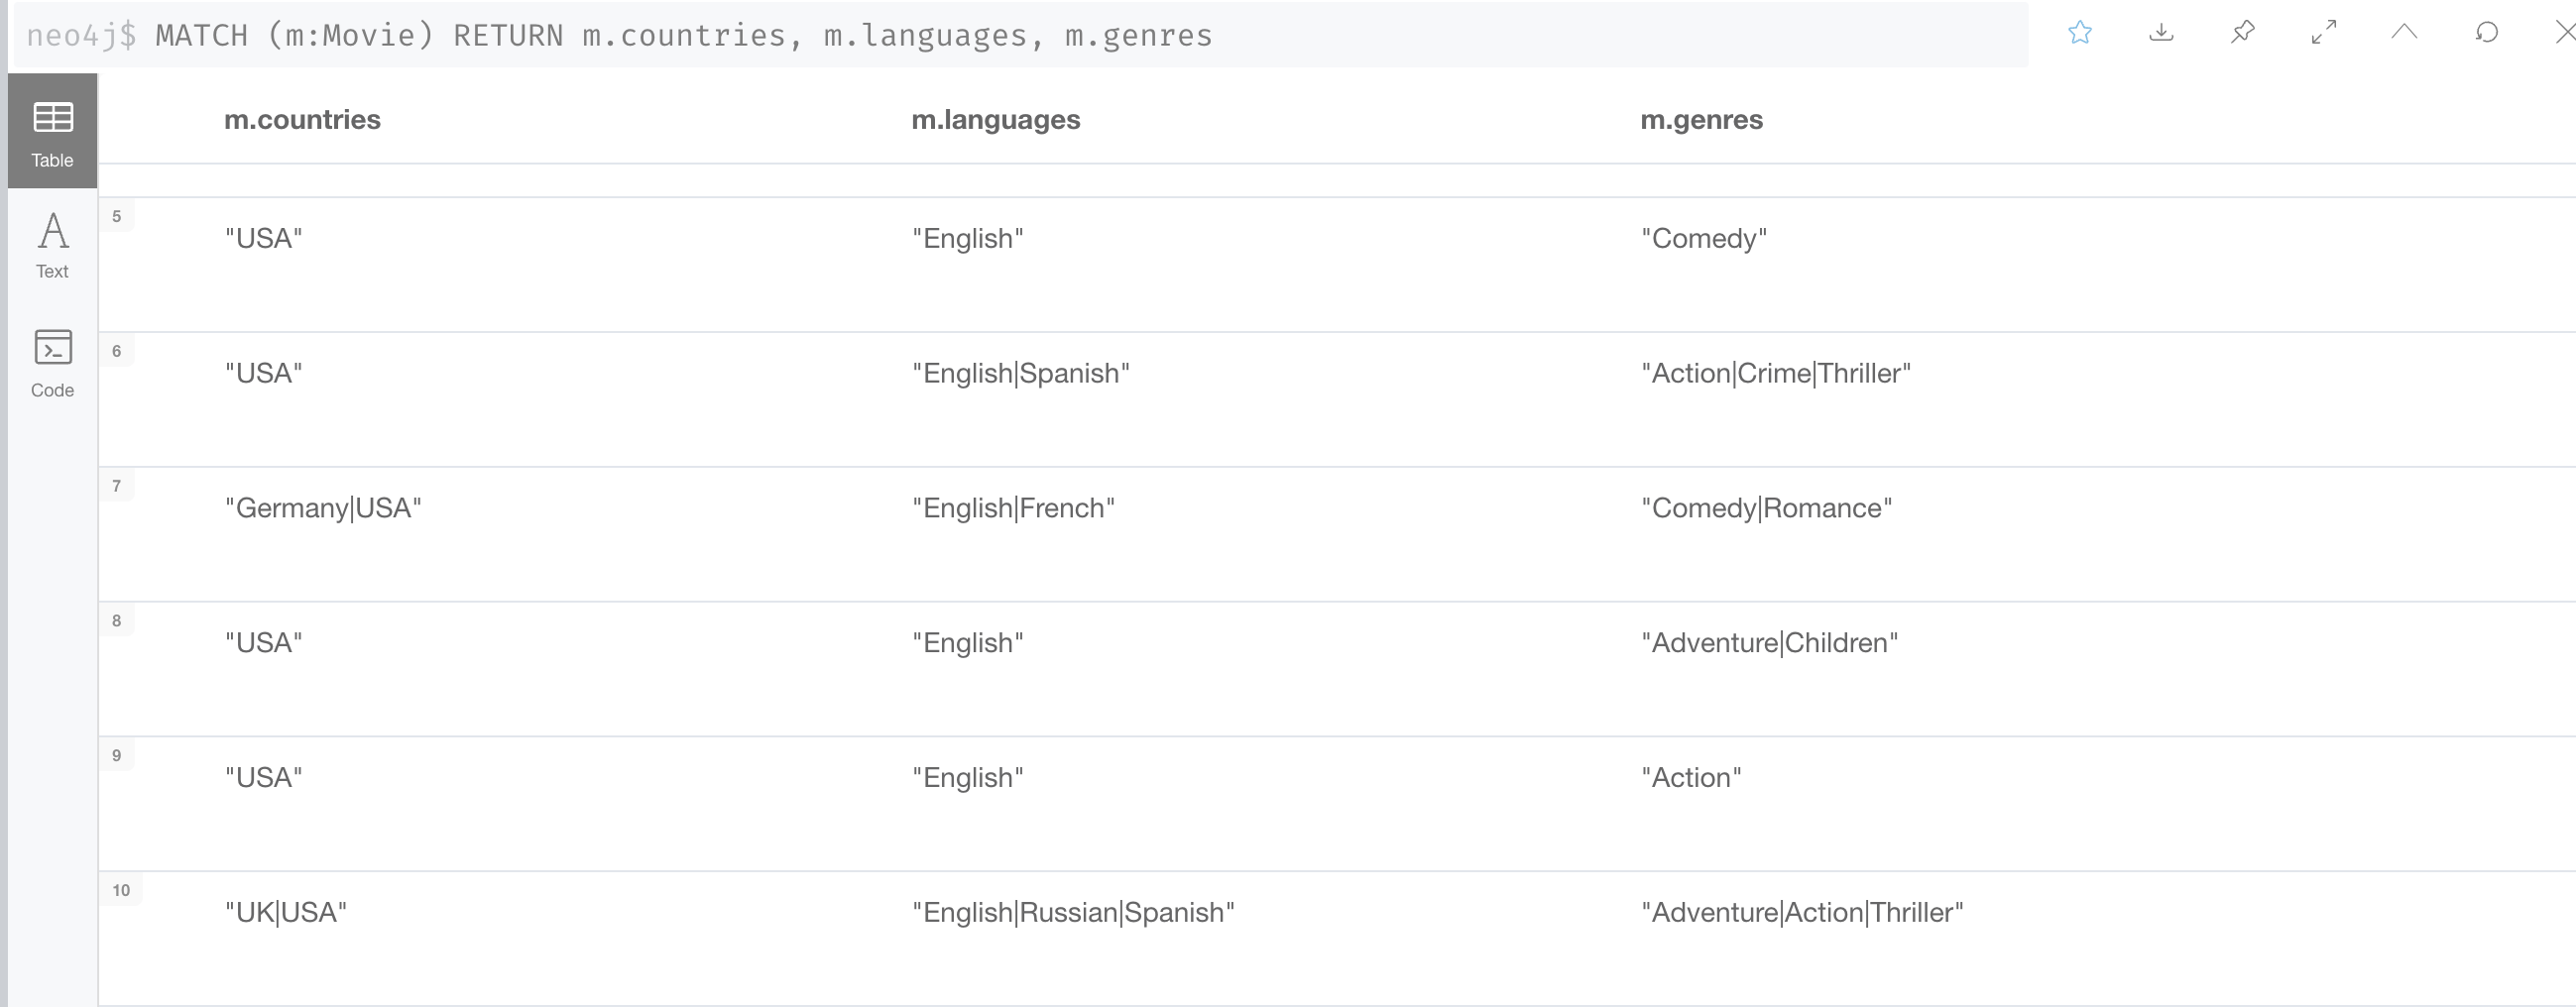 neo4j$ MATCH (m:Movie) RETURN m.countries, m.languages, m.genres
Table
Text
Code
m.countries m.languages m.genres
5 "USA" "English" "Comedy"
6 "USA" "English|Spanish" "Action|Crime|Thriller"
7 "Germany|USA" "English|French" "Comedy|Romance"
8 "USA" "English" "Adventure|Children"
9 "USA" "English" "Action"
10 "UK|USA" "English|Russian|Spanish" "Adventure|Action|Thriller"